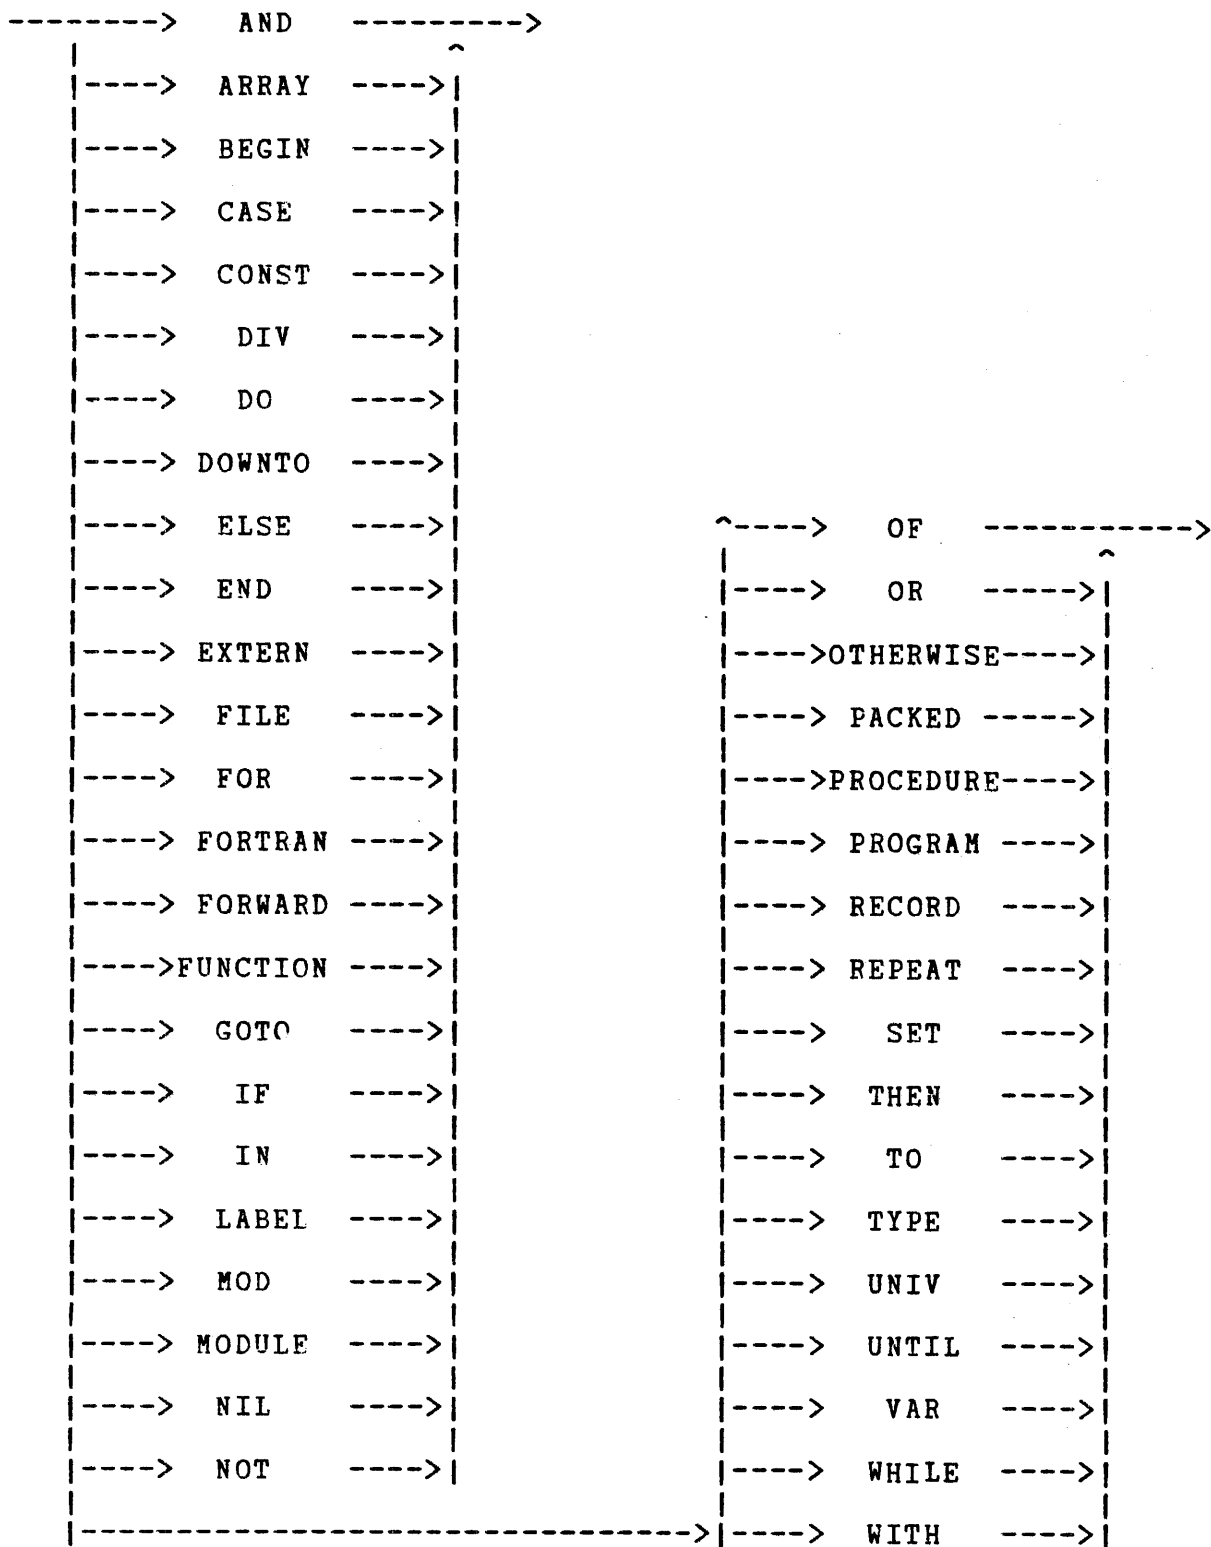 AND
ARRAY
BEGIN
CASE
CONST
DIV
DO
DOWNTO
ELSE
END
EXTERN
FILE
FOR
FORTRAN
FORWARD
FUNCTION
GOTO
IF
IN
LABEL
MOD
MODULE
NIL
NOT
OF
OR
OTHERWISE
PACKED
PROCEDURE
PROGRAM
RECORD
REPEAT
SET
THEN
TO
TYPE
UNIV
UNTIL
VAR
WHILE
WITH